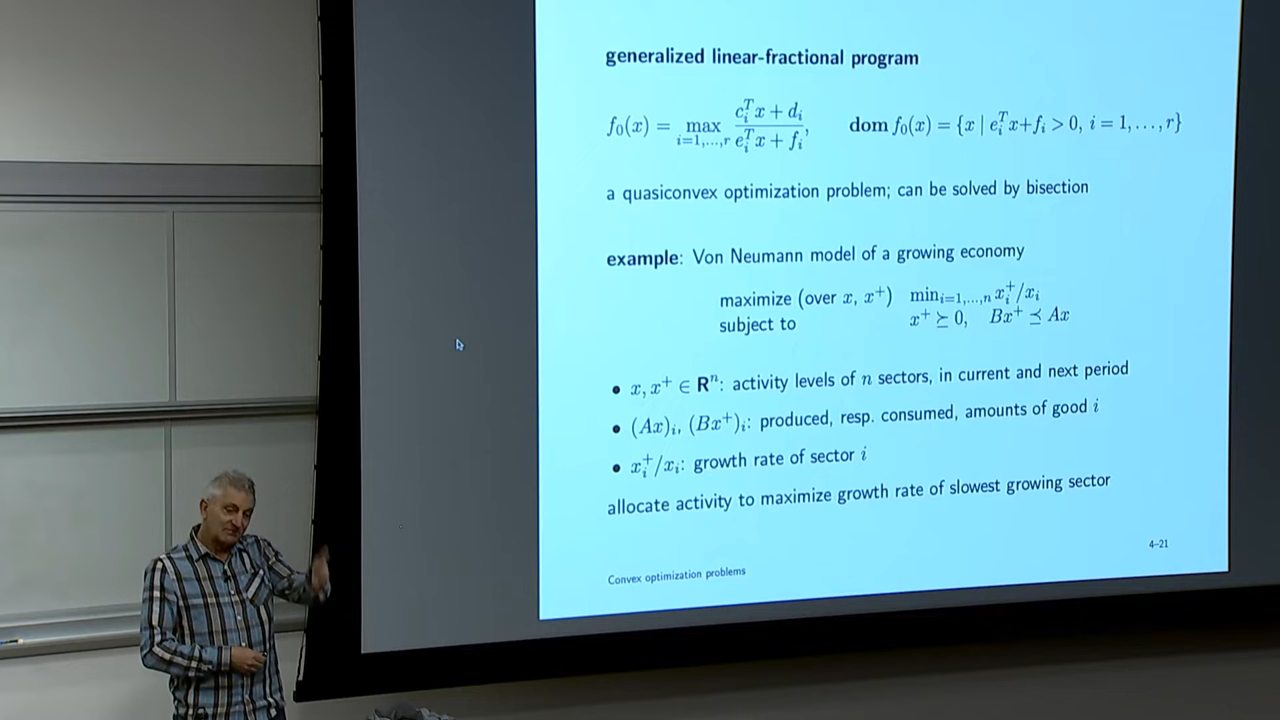 generalized linear-fractional program
f₀(x) = max_{i=1,...,r} (c_i^T x + d_i)/(e_i^T x + f_i), dom f₀(x) = {x | e_i^T x+f_i > 0, i = 1, . . . , r}
a quasiconvex optimization problem; can be solved by bisection
example: Von Neumann model of a growing economy
maximize (over x, x⁺) min_{i=1,...,n} x_i⁺/x_i
subject to x⁺ ⪰ 0, Bx⁺ ⪯ Ax
• x, x⁺ ∈ Rⁿ: activity levels of n sectors, in current and next period
• (Ax)_i, (Bx⁺)_i: produced, resp. consumed, amounts of good i
• x_i⁺/x_i: growth rate of sector i
allocate activity to maximize growth rate of slowest growing sector
Convex optimization problems 4–21